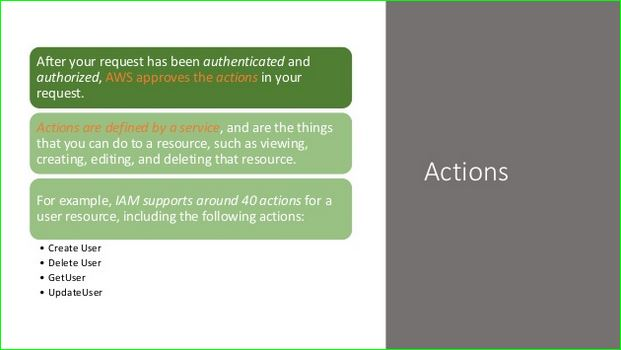 After your request has been authenticated and
authorized, AWS approves the actions in your
request.
Actions are defined by a service, and are the things
that you can do to a resource, such as viewing,
creating, editing, and deleting that resource.
For example, IAM supports around 40 actions for a
user resource, including the following actions:
• Create User
• Delete User
• GetUser
• UpdateUser
Actions